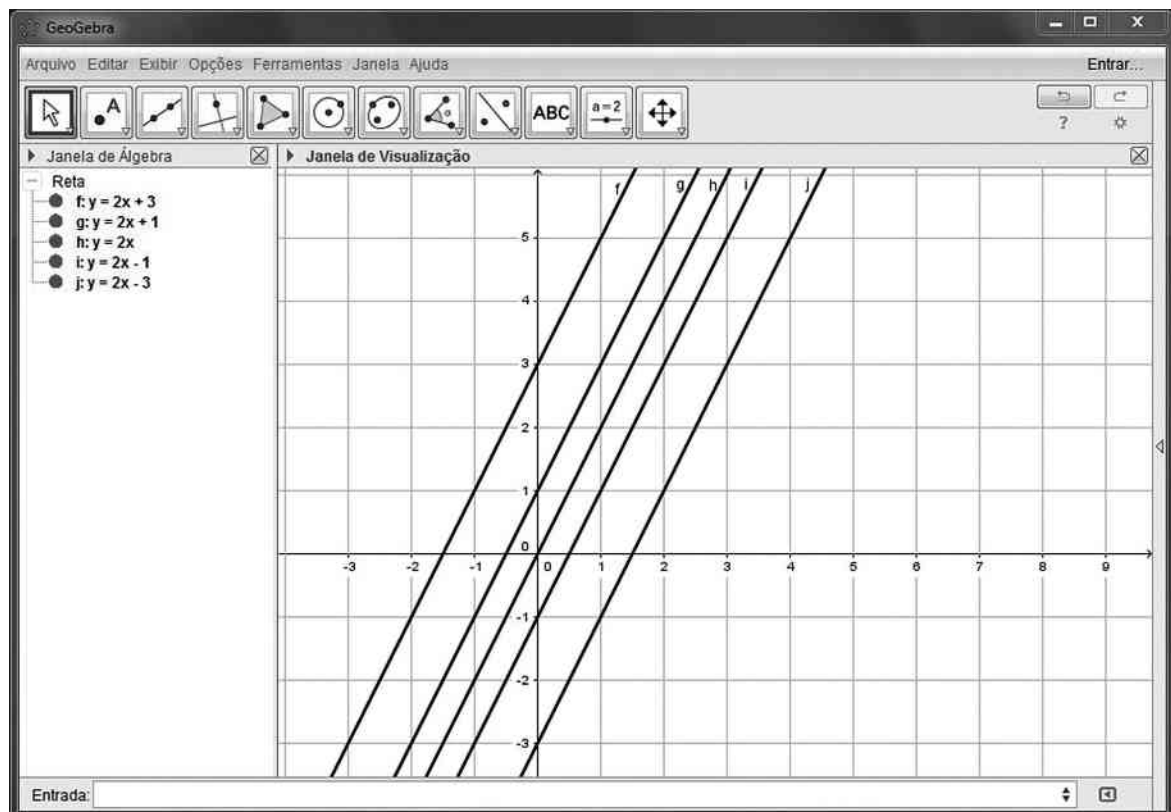 GeoGebra
Arquivo Editar Exibir Opções Ferramentas Janela Ajuda
Entrar...
A
ABC
a = 2
?
Janela de Álgebra
Janela de Visualização
Reta
f: y = 2x + 3
g: y = 2x + 1
h: y = 2x
i: y = 2x - 1
j: y = 2x - 3
f g h i j
5
4
3
2
1
0
-3 -2 -1 0 1 2 3 4 5 6 7 8 9
-1
-2
-3
Entrada: